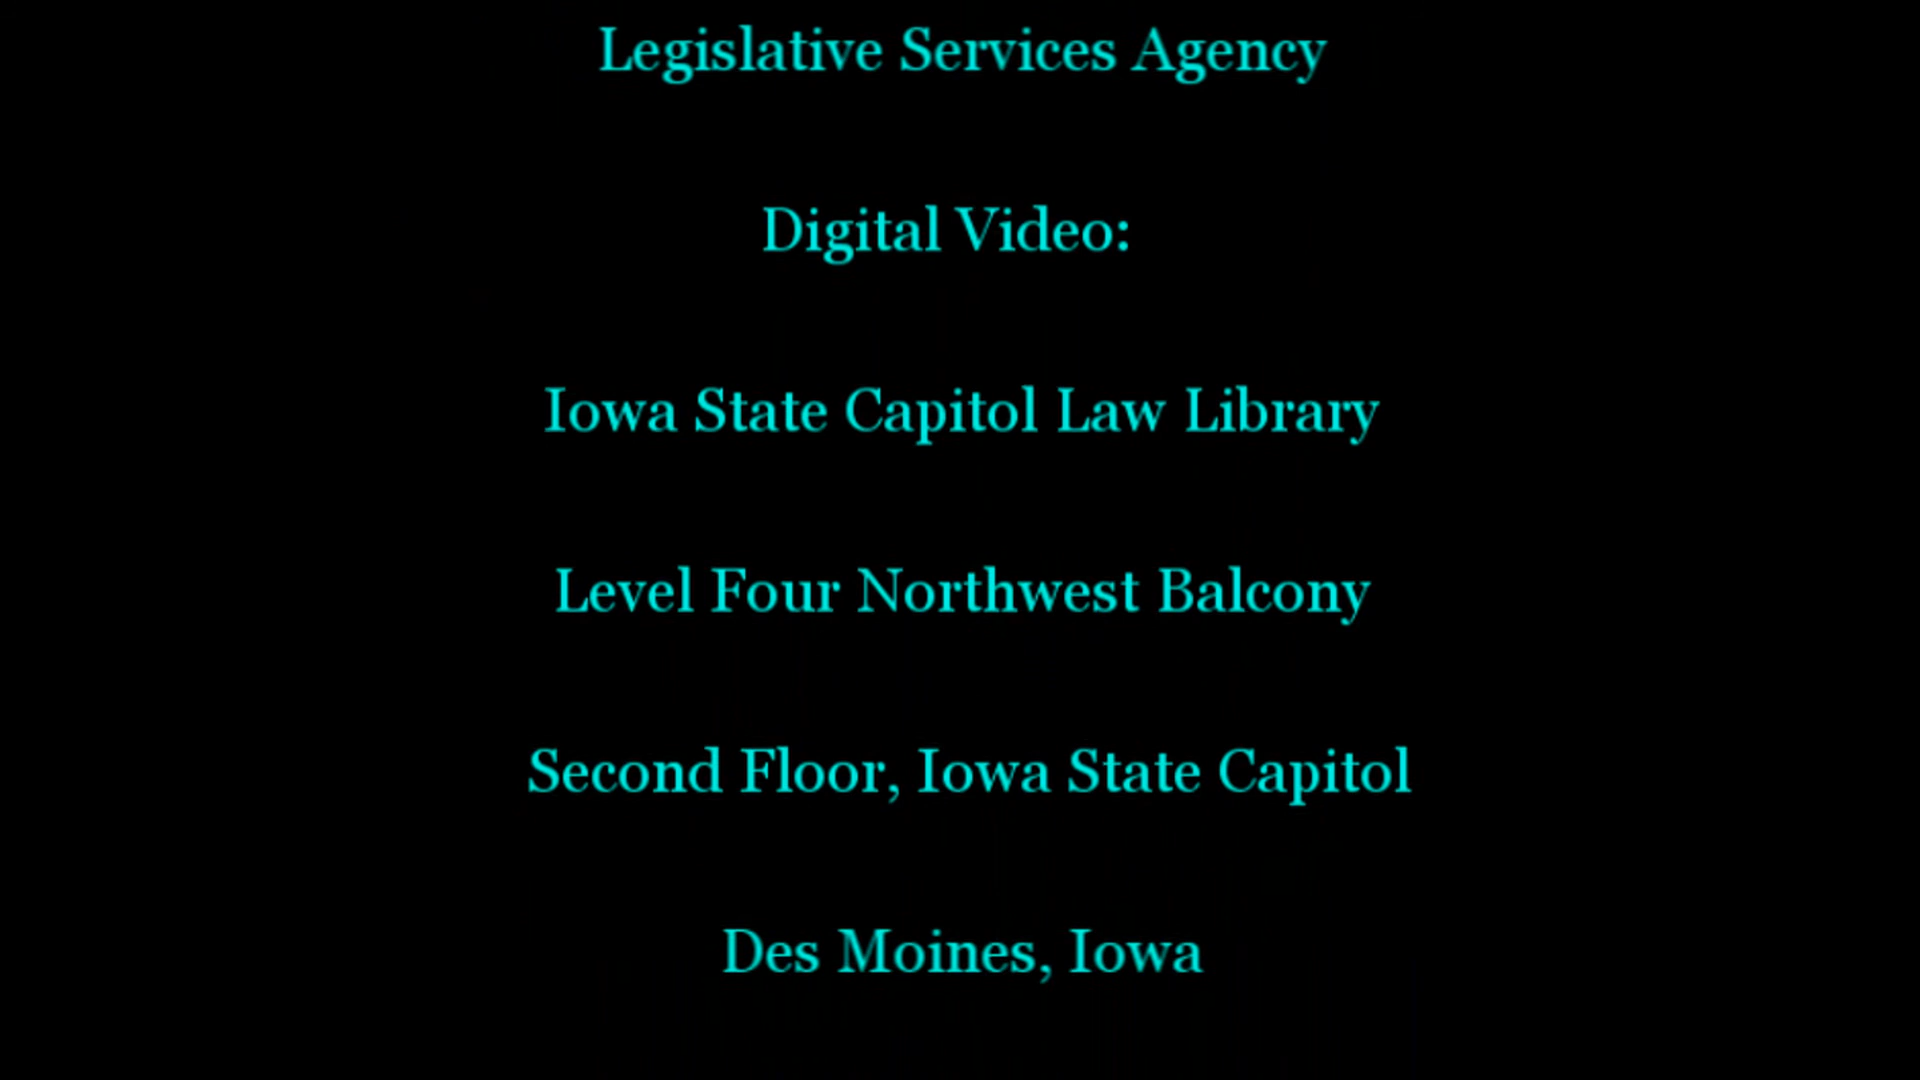 Legislative Services Agency
Digital Video:
Iowa State Capitol Law Library
Level Four Northwest Balcony
Second Floor, Iowa State Capitol
Des Moines, Iowa